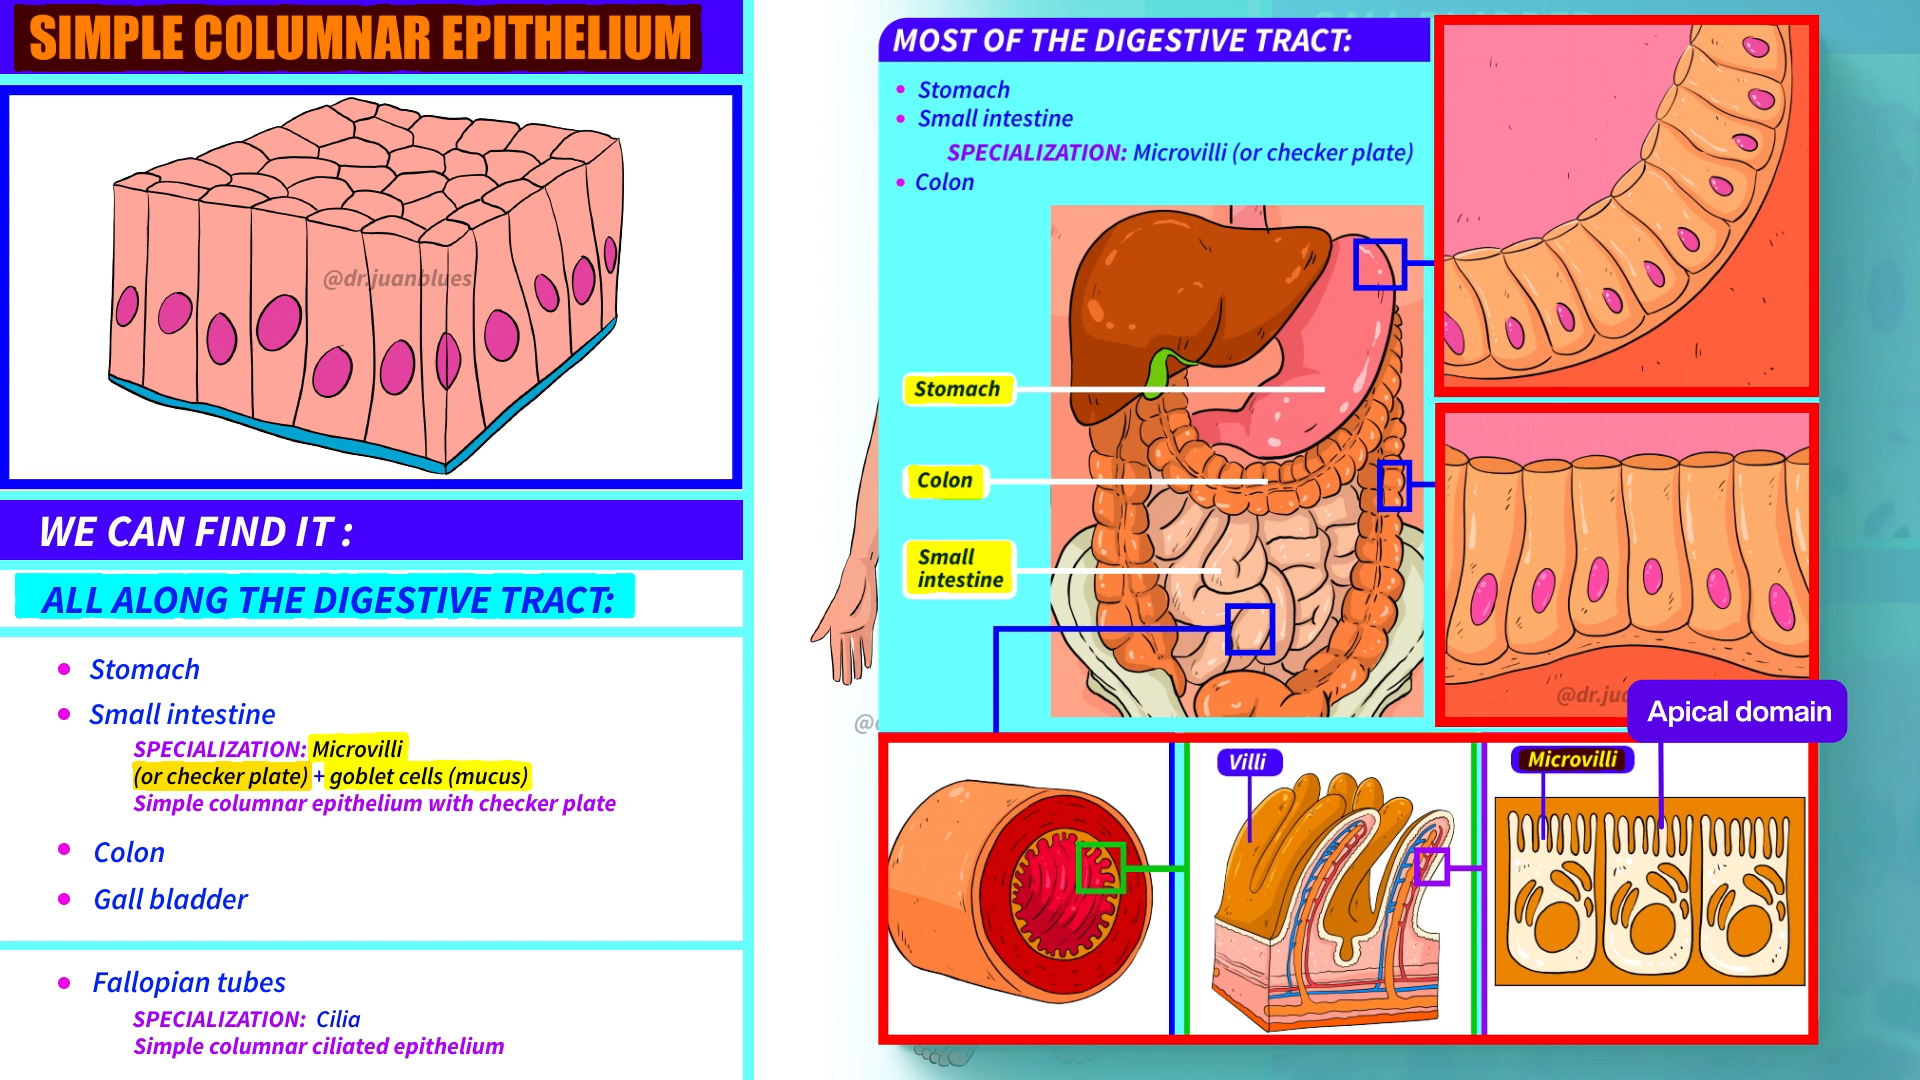 SIMPLE COLUMNAR EPITHELIUM
@dr.juanblues
WE CAN FIND IT :
ALL ALONG THE DIGESTIVE TRACT:
Stomach
Small intestine
SPECIALIZATION: Microvilli
(or checker plate) + goblet cells (mucus)
Simple columnar epithelium with checker plate
Colon
Gall bladder
Fallopian tubes
SPECIALIZATION: Cilia
Simple columnar ciliated epithelium
MOST OF THE DIGESTIVE TRACT:
Stomach
Small intestine
SPECIALIZATION: Microvilli (or checker plate)
Colon
Stomach
Colon
Small
intestine
Apical domain
Villi
Microvilli